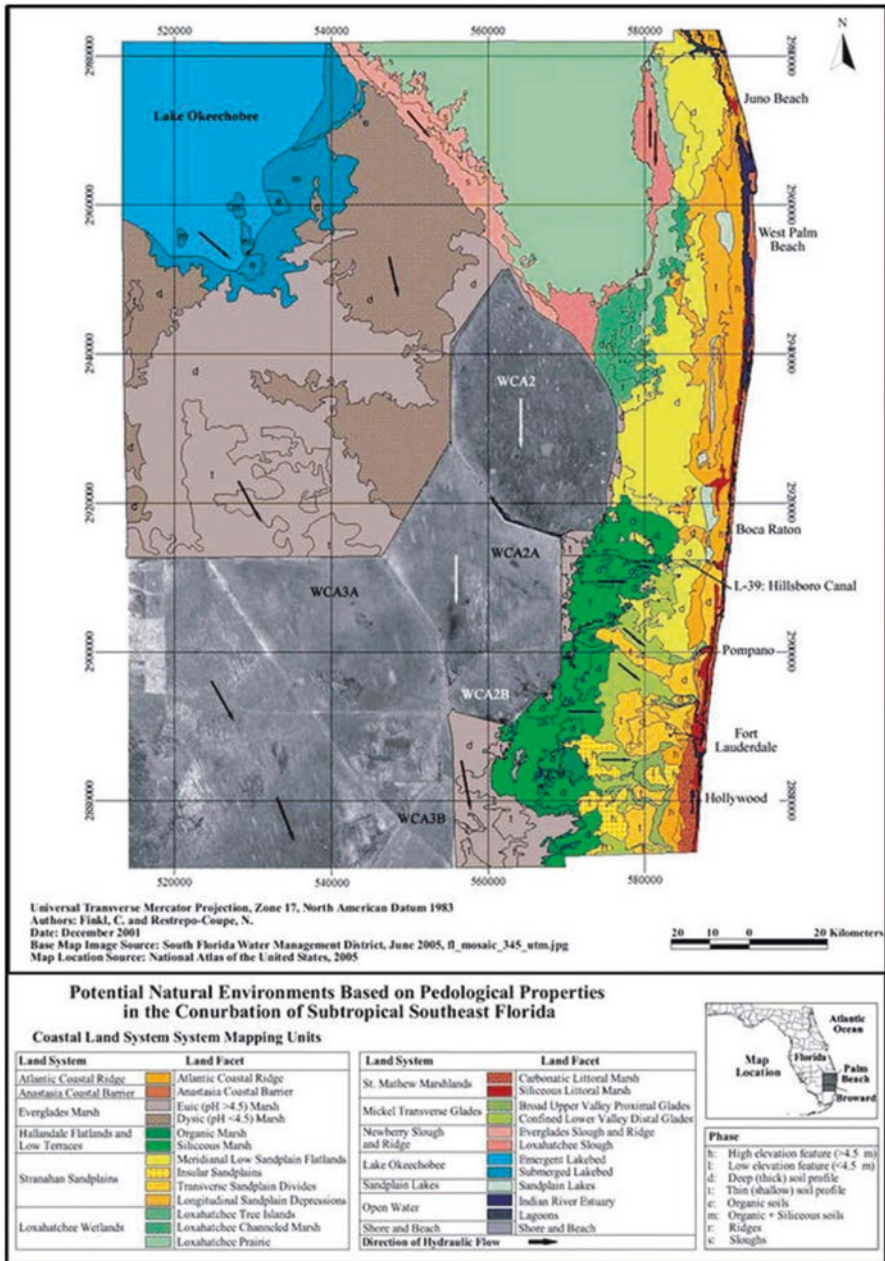 520000 540000 560000 580000
2980000
2980000
N
Juno Beach
Lake Okeechobee
2960000
2960000
West Palm
Beach
2940000
2940000
WCA2
2920000
2920000
Boca Raton
WCA2A
L-39: Hillsboro Canal
WCA3A
2900000
2900000
Pompano
WCA2B
Fort
Lauderdale
2880000
2880000
Hollywood
WCA3B
520000 540000 560000 580000
Universal Transverse Mercator Projection, Zone 17, North American Datum 1983
Authors: Finkl, C. and Restrepo-Coupe, N.
Date: December 2001
Base Map Image Source: South Florida Water Management District, June 2005, fl_mosaic_345_utm.jpg
Map Location Source: National Atlas of the United States, 2005
20 10 0 20 Kilometers
Potential Natural Environments Based on Pedological Properties
in the Conurbation of Subtropical Southeast Florida
Coastal Land System System Mapping Units
Land System Land Facet
Atlantic Coastal Ridge Atlantic Coastal Ridge
Anastasia Coastal Barrier Anastasia Coastal Barrier
Everglades Marsh
Euic (pH >4.5) Marsh
Dysic (pH <4.5) Marsh
Hallandale Flatlands and
Low Terraces
Organic Marsh
Siliceous Marsh
Stranahan Sandplains
Meridianal Low Sandplain Flatlands
Insular Sandplains
Transverse Sandplain Divides
Longitudinal Sandplain Depressions
Loxahatchee Wetlands
Loxahatchee Tree Islands
Loxahatchee Channeled Marsh
Loxahatchee Prairie
Land System Land Facet
St. Mathew Marshlands
Carbonatic Littoral Marsh
Siliceous Littoral Marsh
Mickel Transverse Glades
Broad Upper Valley Proximal Glades
Confined Lower Valley Distal Glades
Newberry Slough
and Ridge
Everglades Slough and Ridge
Loxahatchee Slough
Lake Okeechobee
Emergent Lakebed
Submerged Lakebed
Sandplain Lakes Sandplain Lakes
Open Water
Indian River Estuary
Lagoons
Shore and Beach Shore and Beach
Direction of Hydraulic Flow
Atlantic
Ocean
Map
Location
Florida
Palm
Beach
Broward
Phase
h: High elevation feature (>4.5 m)
l: Low elevation feature (<4.5 m)
d: Deep (thick) soil profile
t: Thin (shallow) soil profile
e: Organic soils
m: Organic + Siliceous soils
r: Ridges
s: Sloughs